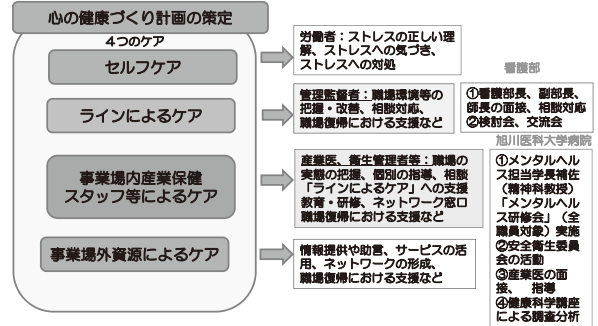 心の健康づくり計画の策定
4つのケア
セルフケア
ラインによるケア
事業場内産業保健
スタッフ等によるケア
事業場外資源によるケア
労働者：ストレスの正しい理
解、ストレスへの気づき、
ストレスへの対処
管理監督者：職場環境等の
把握・改善、相談対応、
職場復帰における支援など
産業医、衛生管理者等：職場の
実態の把握、個別の指導、相談
「ラインによるケア」への支援
教育・研修、ネットワーク窓口
職場復帰における支援など
情報提供や助言、サービスの活
用、ネットワークの形成、
職場復帰における支援など
看護部
①看護部長、副部長、
師長の面接、相談対応
②検討会、交流会
旭川医科大学病院
①メンタルヘル
ス担当学長補佐
（精神科教授）
「メンタルヘル
ス研修会」（全
職員対象）実施
②安全衛生委員
会の活動
③産業医の面
接、 指導
④健康科学講座
による調査分析